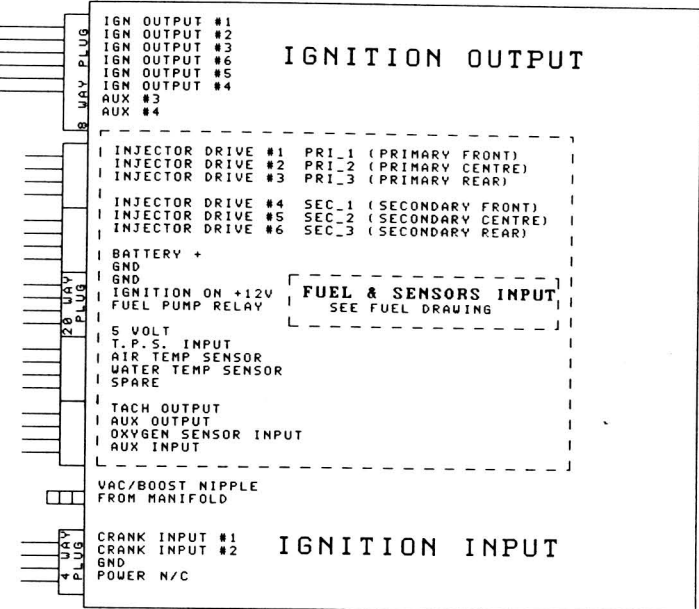 8 WAY PLUG
IGN OUTPUT #1
IGN OUTPUT #2
IGN OUTPUT #3
IGN OUTPUT #6
IGN OUTPUT #5
IGN OUTPUT #4
AUX #3
AUX #4
IGNITION OUTPUT
20 WAY PLUG
INJECTOR DRIVE #1 PRI_1 (PRIMARY FRONT)
INJECTOR DRIVE #2 PRI_2 (PRIMARY CENTRE)
INJECTOR DRIVE #3 PRI_3 (PRIMARY REAR)
INJECTOR DRIVE #4 SEC_1 (SECONDARY FRONT)
INJECTOR DRIVE #5 SEC_2 (SECONDARY CENTRE)
INJECTOR DRIVE #6 SEC_3 (SECONDARY REAR)
BATTERY +
GND
GND
IGNITION ON +12V
FUEL PUMP RELAY
FUEL & SENSORS INPUT
SEE FUEL DRAWING
5 VOLT
T.P.S. INPUT
AIR TEMP SENSOR
WATER TEMP SENSOR
SPARE
TACH OUTPUT
AUX OUTPUT
OXYGEN SENSOR INPUT
AUX INPUT
VAC/BOOST NIPPLE
FROM MANIFOLD
4 WAY PLUG
CRANK INPUT #1
CRANK INPUT #2
GND
POWER N/C
IGNITION INPUT